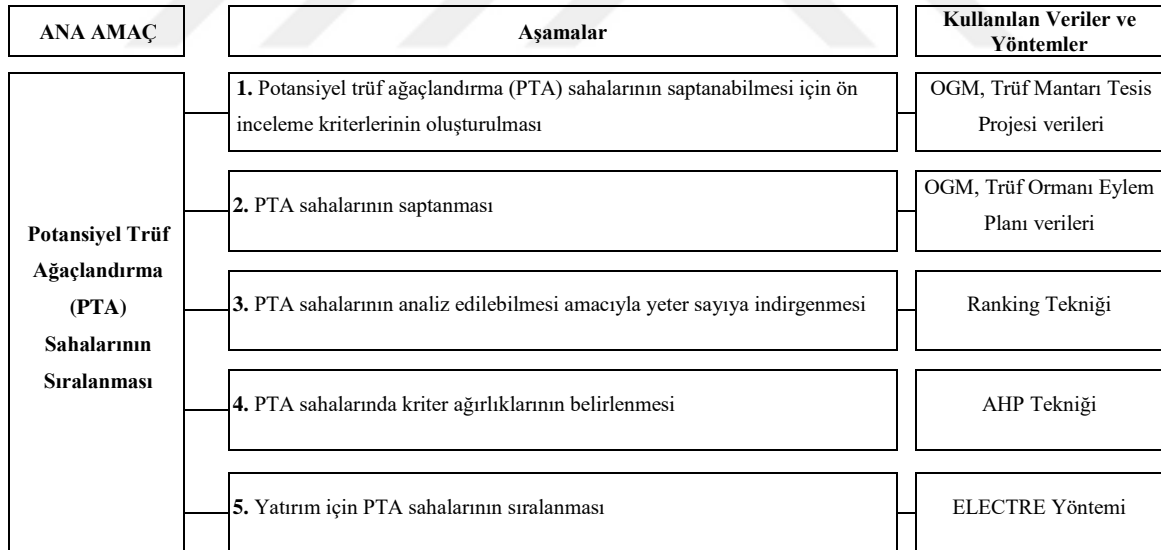 ANA AMAÇ
Aşamalar
Kullanılan Veriler ve
Yöntemler
Potansiyel Trüf
Ağaçlandırma
(PTA)
Sahalarının
Sıralanması
1. Potansiyel trüf ağaçlandırma (PTA) sahalarının saptanabilmesi için ön
inceleme kriterlerinin oluşturulması
OGM, Trüf Mantarı Tesis
Projesi verileri
2. PTA sahalarının saptanması
OGM, Trüf Ormanı Eylem
Planı verileri
3. PTA sahalarının analiz edilebilmesi amacıyla yeter sayıya indirgenmesi
Ranking Tekniği
4. PTA sahalarında kriter ağırlıklarının belirlenmesi
AHP Tekniği
5. Yatırım için PTA sahalarının sıralanması
ELECTRE Yöntemi